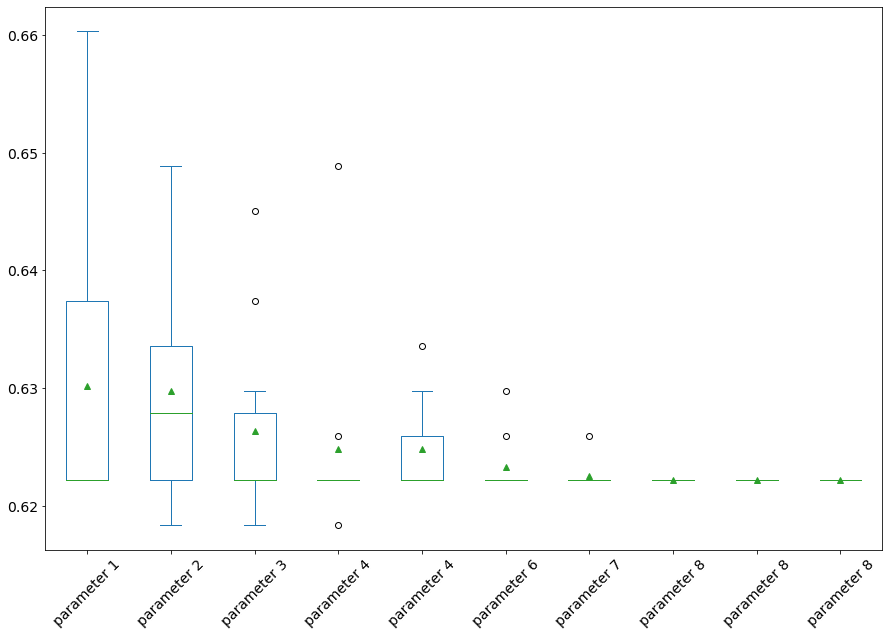 0.66
0.65
0.64
0.63
0.62
parameter 1
parameter 2
parameter 3
parameter 4
parameter 4
parameter 6
parameter 7
parameter 8
parameter 8
parameter 8